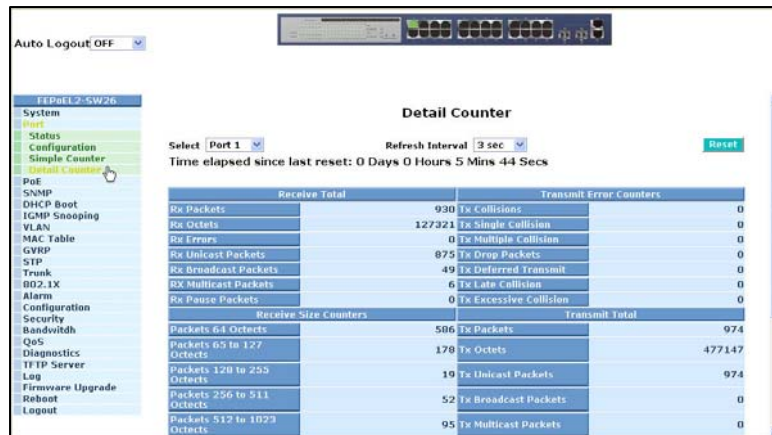 Auto Logout OFF
FEPoEL2-SW26
System
Port
Status
Configuration
Simple Counter
Detail Counter
PoE
SNMP
DHCP Boot
IGMP Snooping
VLAN
MAC Table
GVRP
STP
Trunk
802.1X
Alarm
Configuration
Security
Bandwitdh
QoS
Diagnostics
TFTP Server
Log
Firmware Upgrade
Reboot
Logout
Detail Counter
Select Port 1 Refresh Interval 3 sec Reset
Time elapsed since last reset: 0 Days 0 Hours 5 Mins 44 Secs
Receive Total Transmit Error Counters
Rx Packets 930 Tx Collisions 0
Rx Octets 127321 Tx Single Collision 0
Rx Errors 0 Tx Multiple Collision 0
Rx Unicast Packets 875 Tx Drop Packets 0
Rx Broadcast Packets 49 Tx Deferred Transmit 0
RX Multicast Packets 6 Tx Late Collision 0
Rx Pause Packets 0 Tx Excessive Collision 0
Receive Size Counters Transmit Total
Packets 64 Octects 586 Tx Packets 974
Packets 65 to 127
Octects 178 Tx Octets 477147
Packets 128 to 255
Octects 19 Tx Unicast Packets 974
Packets 256 to 511
Octects 52 Tx Broadcast Packets 0
Packets 512 to 1023
Octects 95 Tx Multicast Packets 0